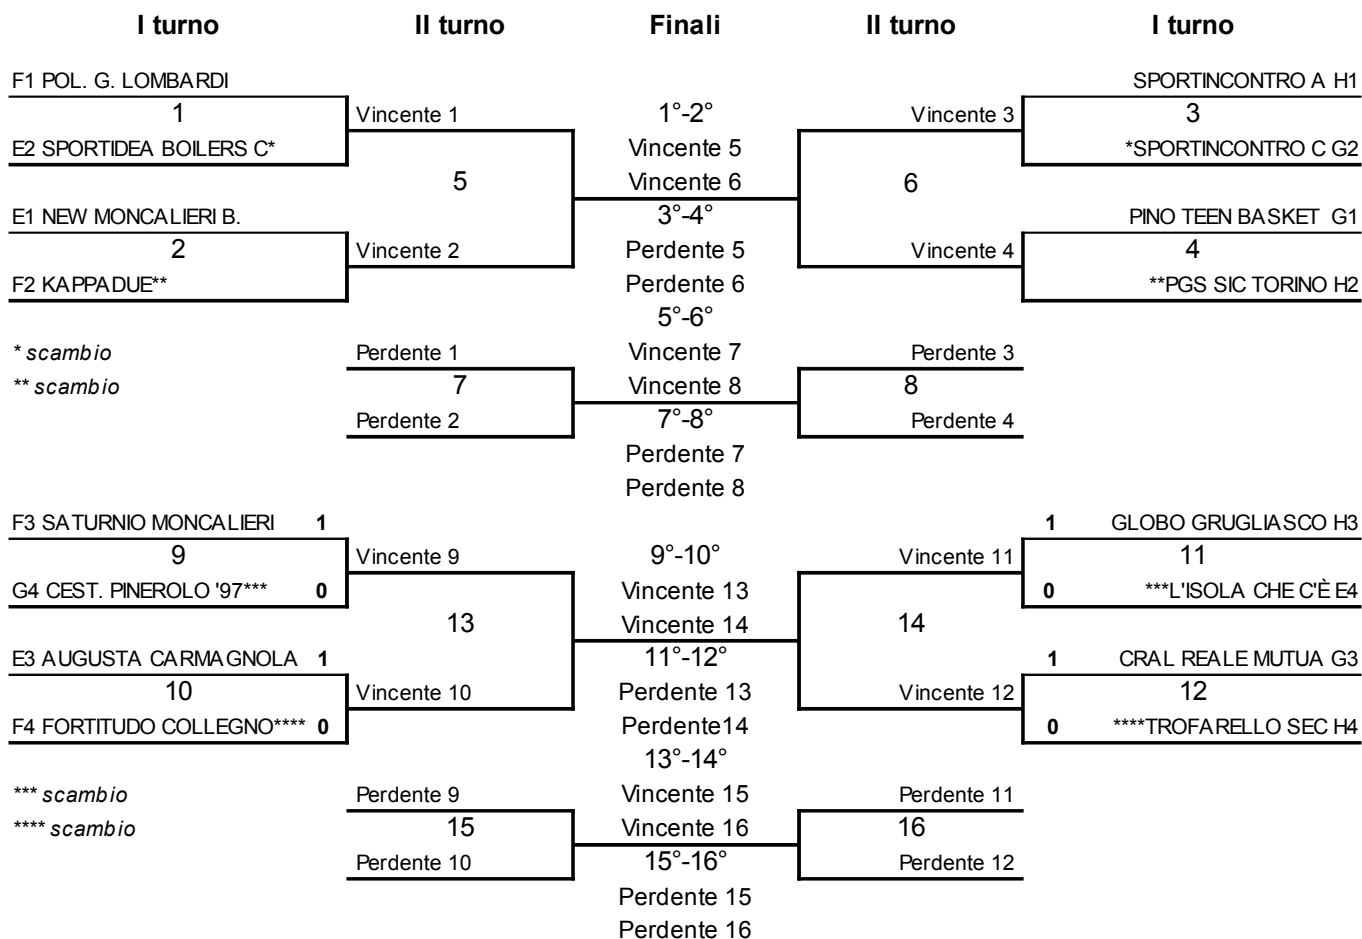 I turno II turno Finali II turno I turno
F1 POL. G. LOMBARDI SPORTINCONTRO A H1
1 Vincente 1 1°-2° Vincente 3 3
E2 SPORTIDEA BOILERS C* Vincente 5 *SPORTINCONTRO C G2
5 Vincente 6 6
E1 NEW MONCALIERI B. 3°-4° PINO TEEN BASKET G1
2 Vincente 2 Perdente 5 Vincente 4 4
F2 KAPPADUE** Perdente 6 **PGS SIC TORINO H2
5°-6°
* scambio Perdente 1 Vincente 7 Perdente 3
** scambio 7 Vincente 8 8
Perdente 2 7°-8° Perdente 4
Perdente 7
Perdente 8
F3 SATURNIO MONCALIERI 1 1 GLOBO GRUGLIASCO H3
9 Vincente 9 9°-10° Vincente 11 11
G4 CEST. PINEROLO '97*** 0 Vincente 13 0 ***L'ISOLA CHE C'È E4
13 Vincente 14 14
E3 AUGUSTA CARMAGNOLA 1 11°-12° 1 CRAL REALE MUTUA G3
10 Vincente 10 Perdente 13 Vincente 12 12
F4 FORTITUDO COLLEGNO**** 0 Perdente14 0 ****TROFARELLO SEC H4
13°-14°
*** scambio Perdente 9 Vincente 15 Perdente 11
**** scambio 15 Vincente 16 16
Perdente 10 15°-16° Perdente 12
Perdente 15
Perdente 16